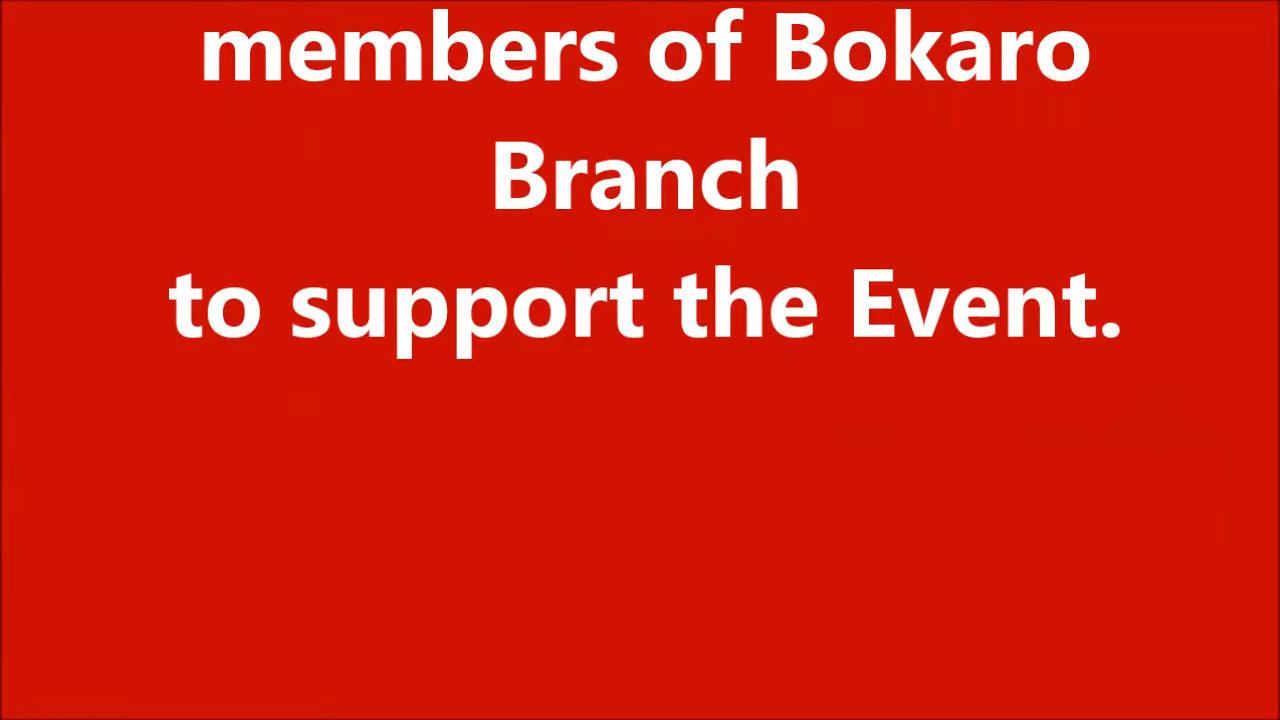 members of Bokaro
Branch
to support the Event.